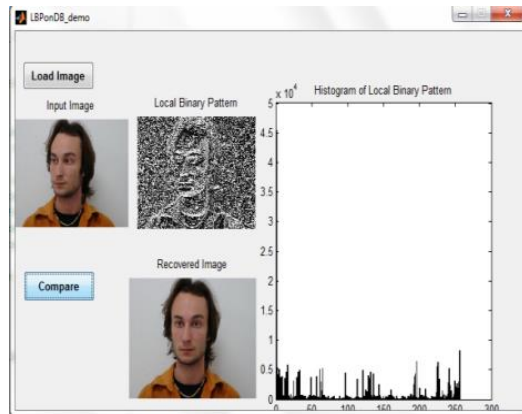 LBPonDB_demo
Load Image
Input Image
Local Binary Pattern
x 10^4
Histogram of Local Binary Pattern
5
4.5
4
3.5
3
2.5
2
1.5
1
0.5
0
0 50 100 150 200 250 300
Compare
Recovered Image